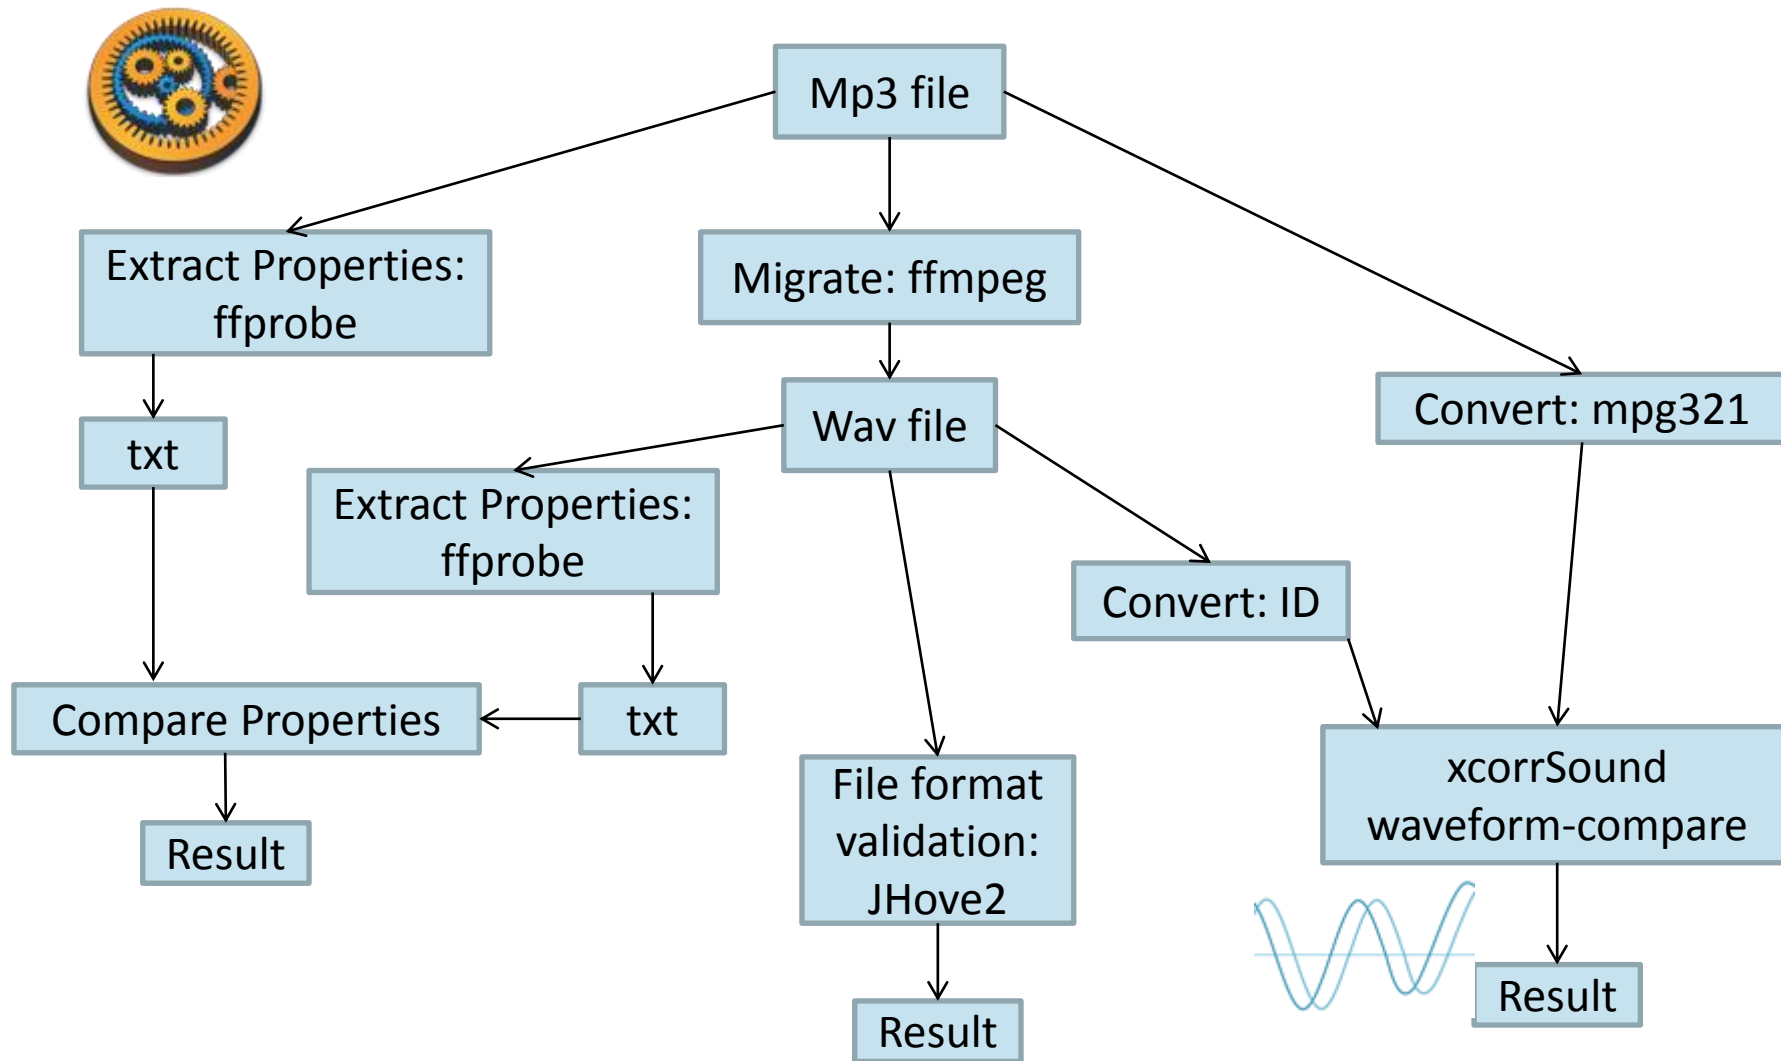 Mp3 file
Extract Properties:
ffprobe
Migrate: ffmpeg
Convert: mpg321
txt
Wav file
Extract Properties:
ffprobe
Convert: ID
Compare Properties
txt
File format
validation:
JHove2
xcorrSound
waveform-compare
Result
Result
Result